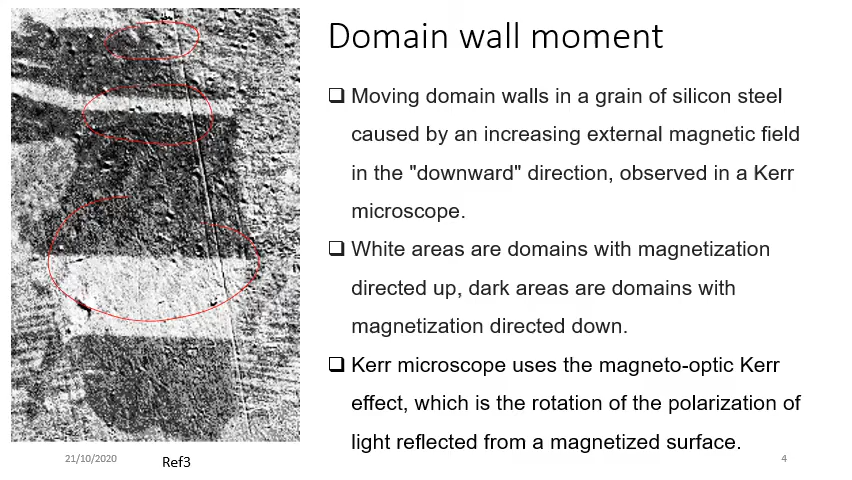 Domain wall moment
❑ Moving domain walls in a grain of silicon steel
caused by an increasing external magnetic field
in the "downward" direction, observed in a Kerr
microscope.
❑ White areas are domains with magnetization
directed up, dark areas are domains with
magnetization directed down.
❑ Kerr microscope uses the magneto-optic Kerr
effect, which is the rotation of the polarization of
light reflected from a magnetized surface.
21/10/2020
Ref3
4